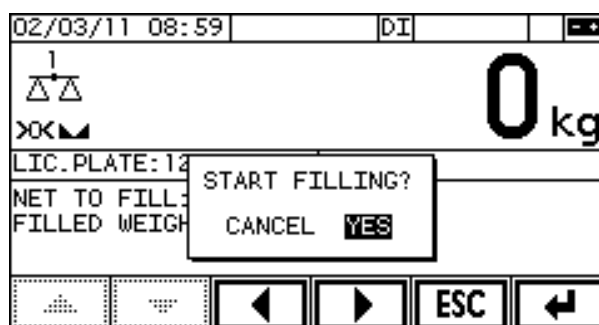 02/03/11 08:59 DI
1
0 kg
LIC.PLATE:12
START FILLING?
NET TO FILL:
FILLED WEIGH
CANCEL YES
ESC